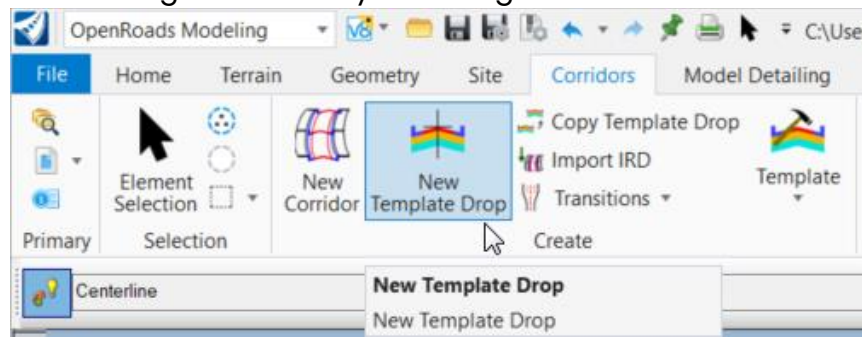 OpenRoads Modeling C:\Use
File Home Terrain Geometry Site Corridors Model Detailing
Element Selection
New Corridor
New Template Drop
Copy Template Drop
Import IRD
Transitions
Template
Primary Selection Create
Centerline
New Template Drop
New Template Drop